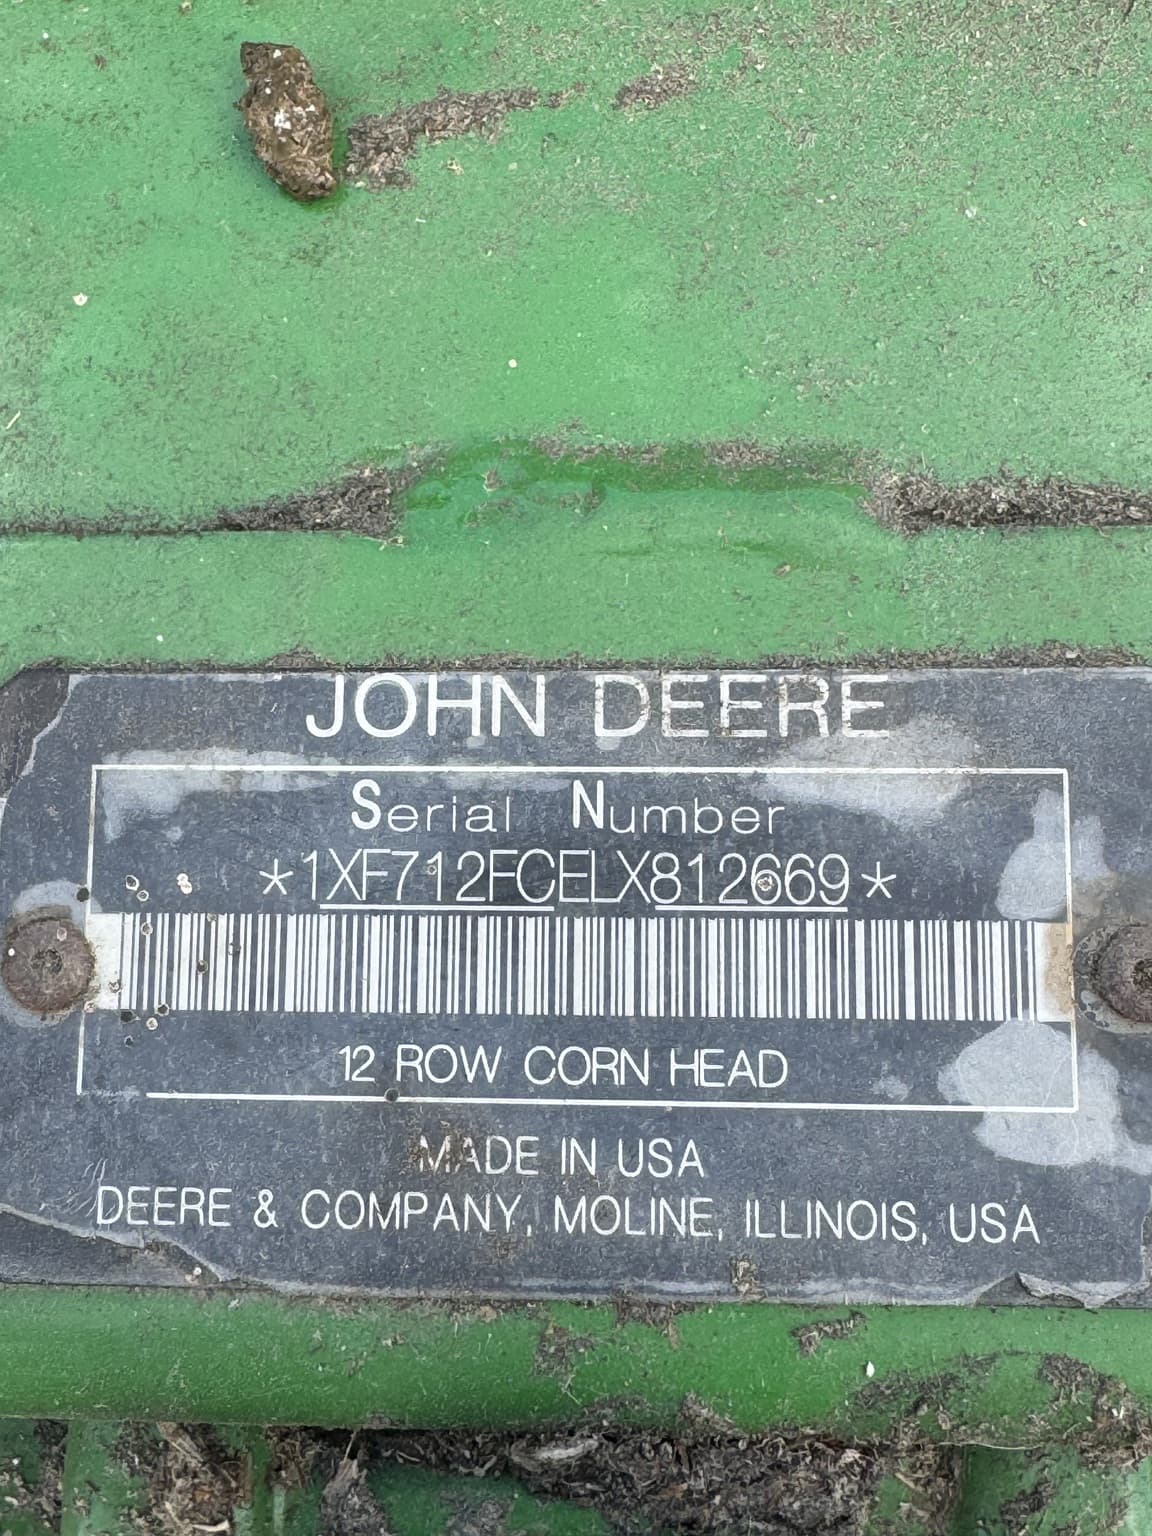 JOHN DEERE
Serial Number
*1XF712FCELX812669*
12 ROW CORN HEAD
MADE IN USA
DEERE & COMPANY, MOLINE, ILLINOIS, USA